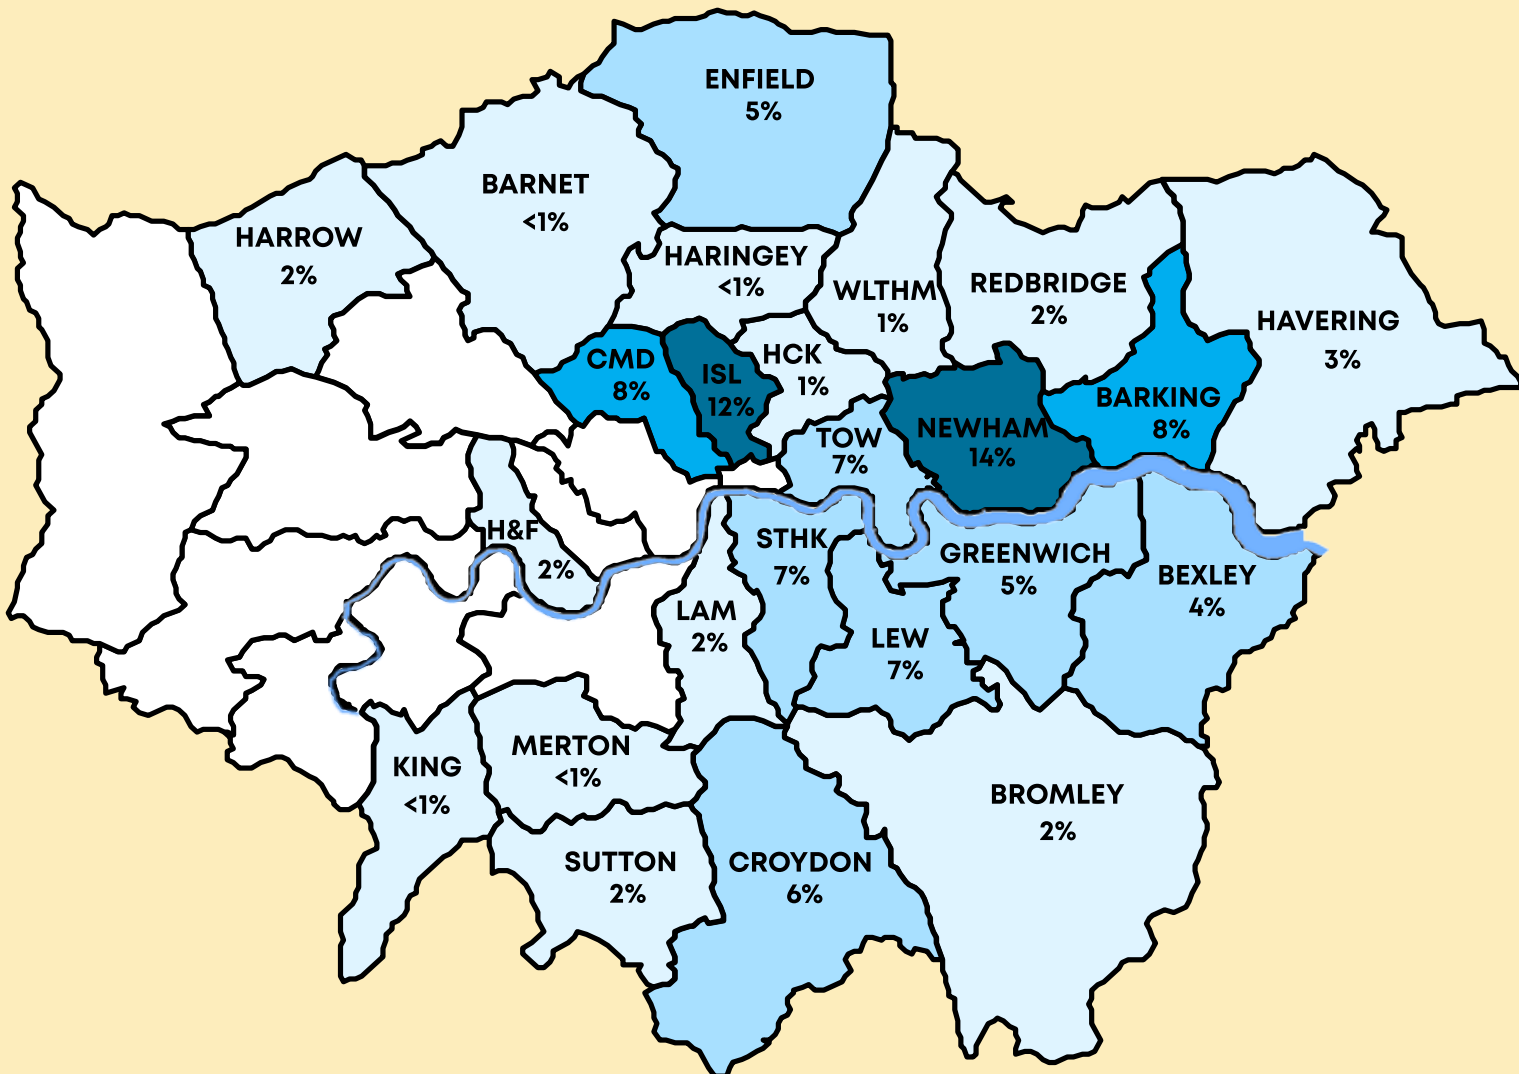 ENFIELD
5%
BARNET
<1%
HARROW
2%
HARINGEY
<1%
WLTHM
1%
REDBRIDGE
2%
HAVERING
3%
CMD
8%
ISL
12%
HCK
1%
NEWHAM
14%
BARKING
8%
TOW
7%
H&F
2%
STHK
7%
GREENWICH
5%
BEXLEY
4%
LAM
2%
LEW
7%
KING
<1%
MERTON
<1%
BROMLEY
2%
SUTTON
2%
CROYDON
6%